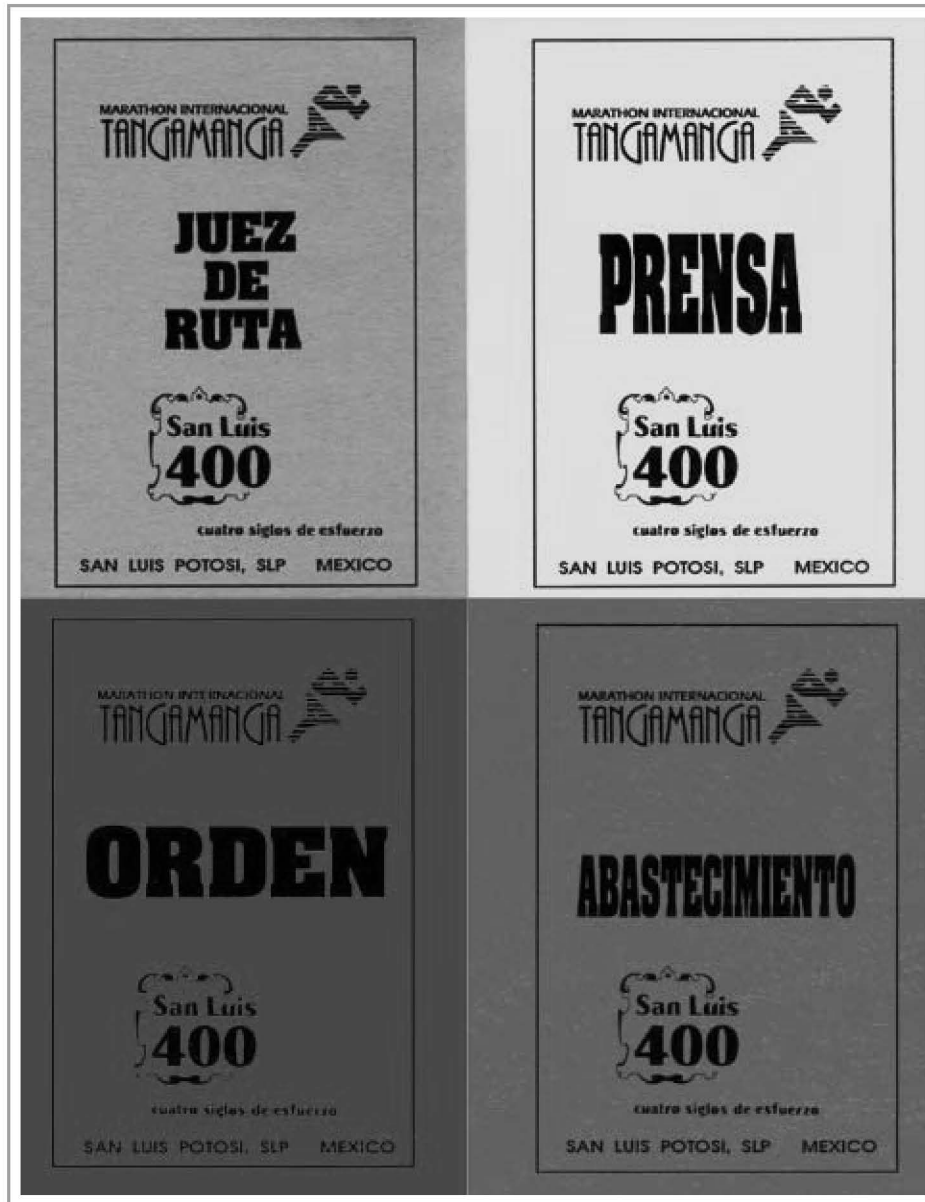 MARATHON INTERNACIONAL
TANGAMANGA
JUEZ
DE
RUTA
San Luis
400
cuatro siglos de esfuerzo
SAN LUIS POTOSI, SLP MEXICO
MARATHON INTERNACIONAL
TANGAMANGA
PRENSA
San Luis
400
cuatro siglos de esfuerzo
SAN LUIS POTOSI, SLP MEXICO
MARATHON INTERNACIONAL
TANGAMANGA
ORDEN
San Luis
400
cuatro siglos de esfuerzo
SAN LUIS POTOSI, SLP MEXICO
MARATHON INTERNACIONAL
TANGAMANGA
ABASTECIMIENTO
San Luis
400
cuatro siglos de esfuerzo
SAN LUIS POTOSI, SLP MEXICO